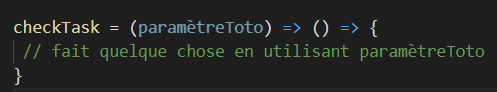 checkTask = (paramètreToto) => () => {
// fait quelque chose en utilisant paramètreToto
}